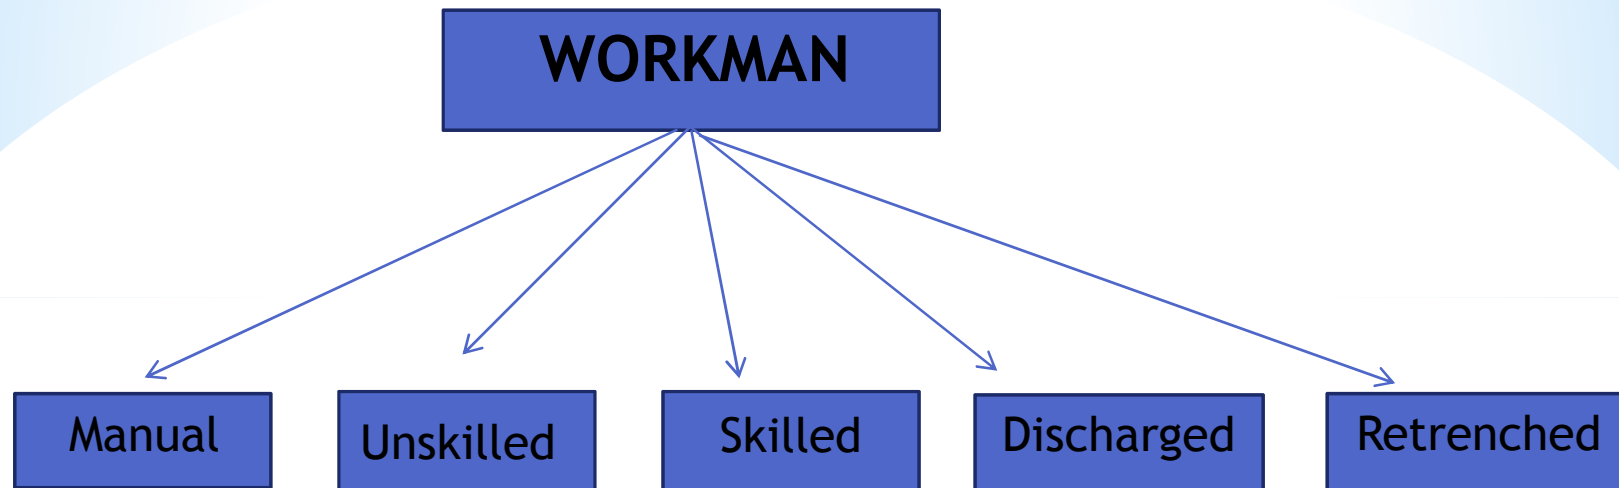 WORKMAN
Manual
Unskilled
Skilled
Discharged
Retrenched